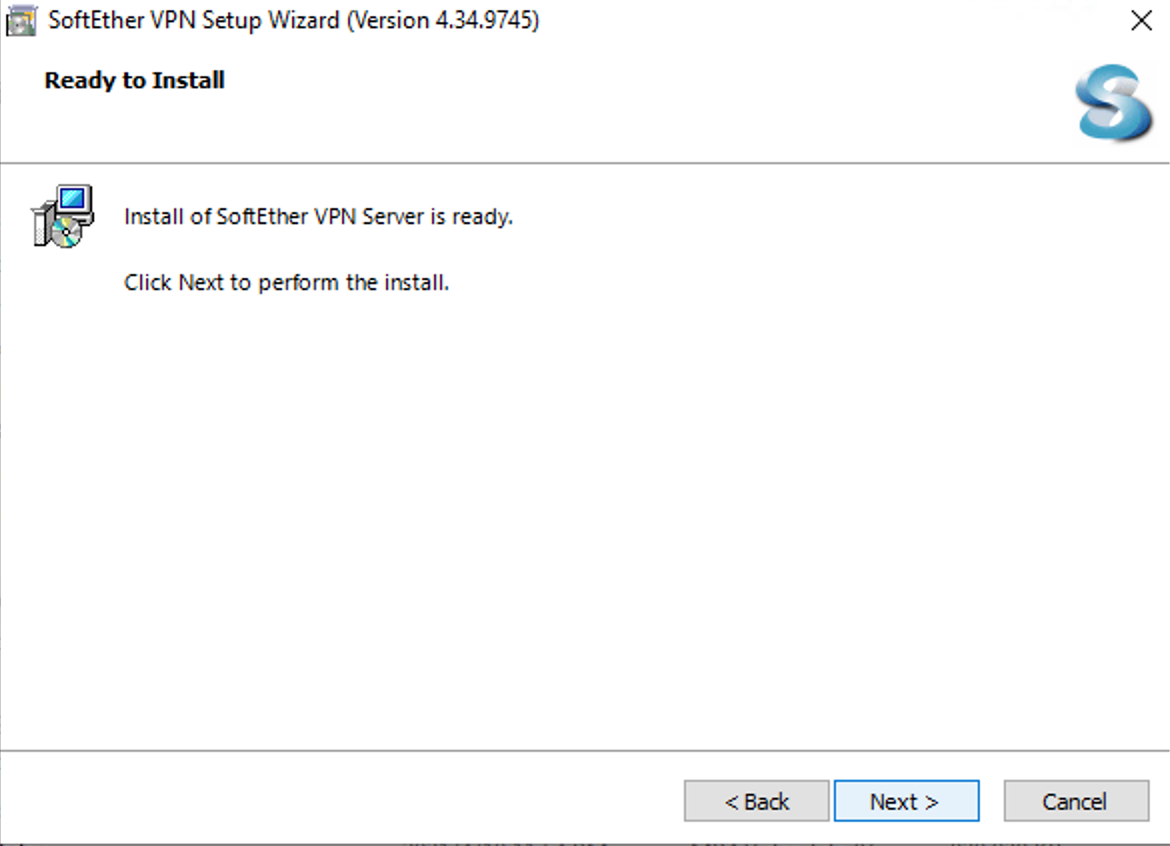 SoftEther VPN Setup Wizard (Version 4.34.9745)
Ready to Install
Install of SoftEther VPN Server is ready.
Click Next to perform the install.
< Back
Next >
Cancel